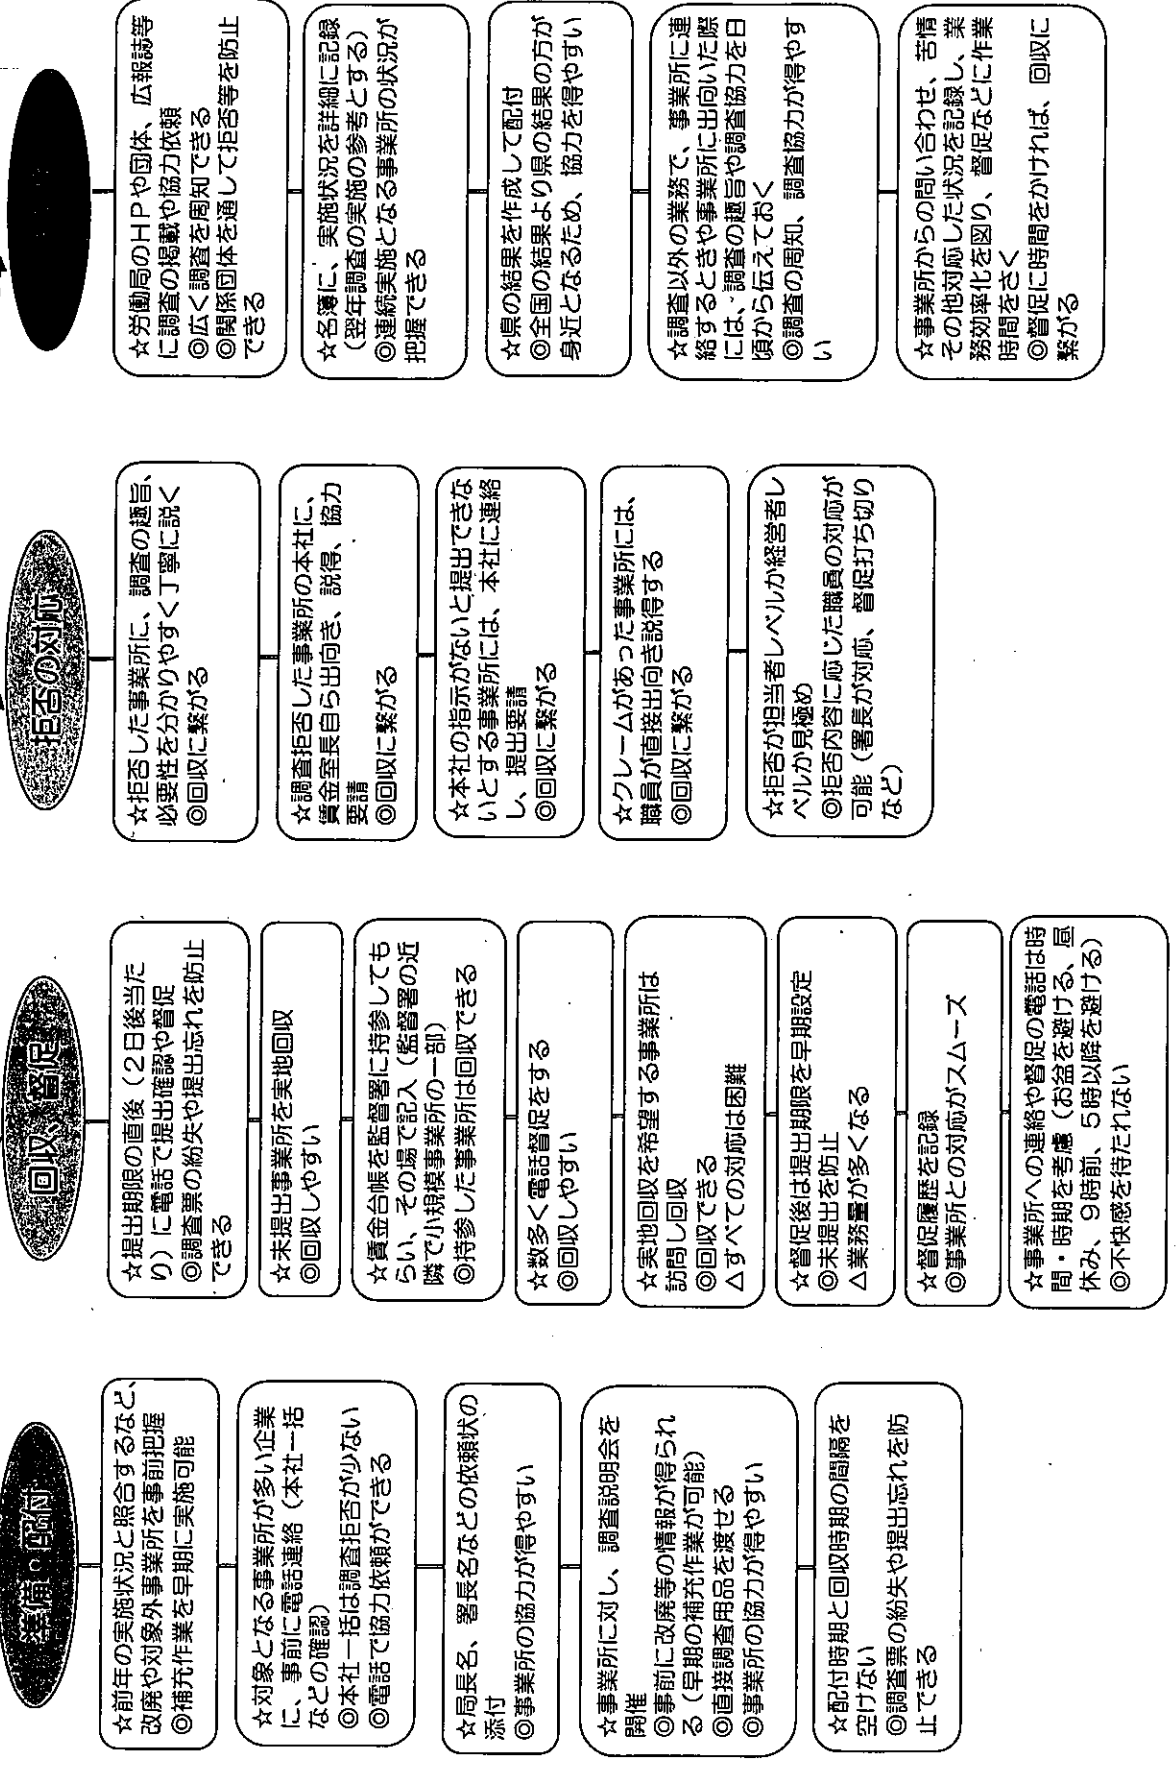 準備・配付
☆前年の実施状況と照合するなど、
改廃や対象外事業所を事前把握
◎補充作業を早期に実施可能
☆対象となる事業所が多い企業
に、事前に電話連絡（本社一括
などの確認）
◎本社一括は調査拒否が少ない
◎電話で協力依頼ができる
☆局長名、署長名などの依頼状の
添付
◎事業所の協力が得やすい
☆事業所に対し、調査説明会を
開催
◎事前に改廃等の情報が得られ
る（早期の補充作業が可能）
◎直接調査用品を渡せる
◎事業所の協力が得やすい
☆配付時期と回収時期の間隔を
空けない
◎調査票の紛失や提出忘れを防
止できる
回収、督促
☆提出期限の直後（２日後当た
り）に電話で提出確認や督促
◎調査票の紛失や提出忘れを防止
できる
☆未提出事業所を実地回収
◎回収しやすい
☆賃金台帳を監督署に持参しても
らい、その場で記入（監督署の近
隣で小規模事業所の一部）
◎持参した事業所は回収できる
☆数多く電話督促をする
◎回収しやすい
☆実地回収を希望する事業所は
訪問し回収
◎回収できる
△すべての対応は困難
☆督促後は提出期限を早期設定
◎未提出を防止
△業務量が多くなる
☆督促履歴を記録
◎事業所との対応がスムーズ
☆事業所への連絡や督促の電話は時
間・時期を考慮（お盆を避ける、昼
休み、９時前、５時以降を避ける）
◎不快感を待たれない
拒否の対応
☆拒否した事業所に、調査の趣旨、
必要性を分かりやすく丁寧に説く
◎回収に繋がる
☆調査拒否した事業所の本社に、
賃金室長自ら出向き、説得、協力
要請
◎回収に繋がる
☆本社の指示がないと提出できな
いとする事業所には、本社に連絡
し、提出要請
◎回収に繋がる
☆クレームがあった事業所には、
職員が直接出向き説得する
◎回収に繋がる
☆拒否が担当者レベルか経営者レ
ベルか見極め
◎拒否内容に応じた職員の対応が
可能（署長が対応、督促打ち切り
など）
☆労働局のＨＰや団体、広報誌等
に調査の掲載や協力依頼
◎広く調査を周知できる
◎関係団体を通して拒否等を防止
できる
☆名簿に、実施状況を詳細に記録
（翌年調査の実施の参考とする）
◎連続実施となる事業所の状況が
把握できる
☆県の結果を作成して配付
◎全国の結果より県の結果の方が
身近となるため、協力を得やすい
☆調査以外の業務で、事業所に連
絡するときや事業所に出向いた際
には、調査の趣旨や調査協力を日
頃から伝えておく
◎調査の周知、調査協力が得やす
い
☆事業所からの問い合わせ、苦情
その他対応した状況を記録し、業
務効率化を図り、督促などに作業
時間をさく
◎督促に時間をかければ、回収に
繋がる